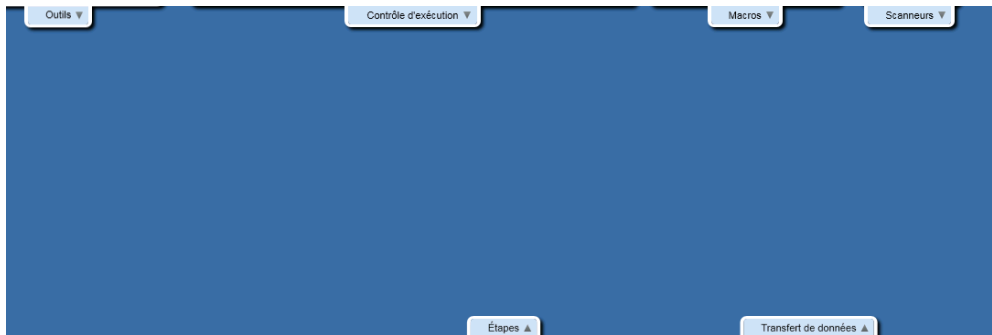 Outils ▼
Contrôle d'exécution ▼
Macros ▼
Scanneurs ▼
Étapes ▲
Transfert de données ▲